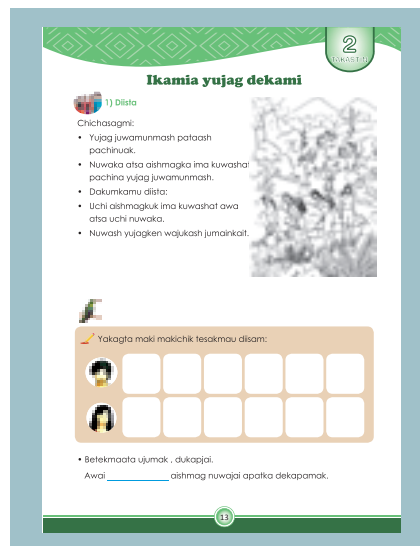 2
JAKASTIN
Ikamia yujag dekami
1) Diista
Chichasagmi:
• Yujag juwamunmash pataash
pachinuak.
• Nuwaka atsa aishmagka ima kuwashat
pachina yujag juwamunmash.
• Dakumkamu diista:
• Uchi aishmagkuk ima kuwashat awa
atsa uchi nuwaka.
• Nuwash yujagken wajukash jumainkait.
Yakagta maki makichik tesakmau diisam:
• Betekmaata ujumak , dukapjai.
Awai ______________ aishmag nuwajai apatka dekapamak.
13